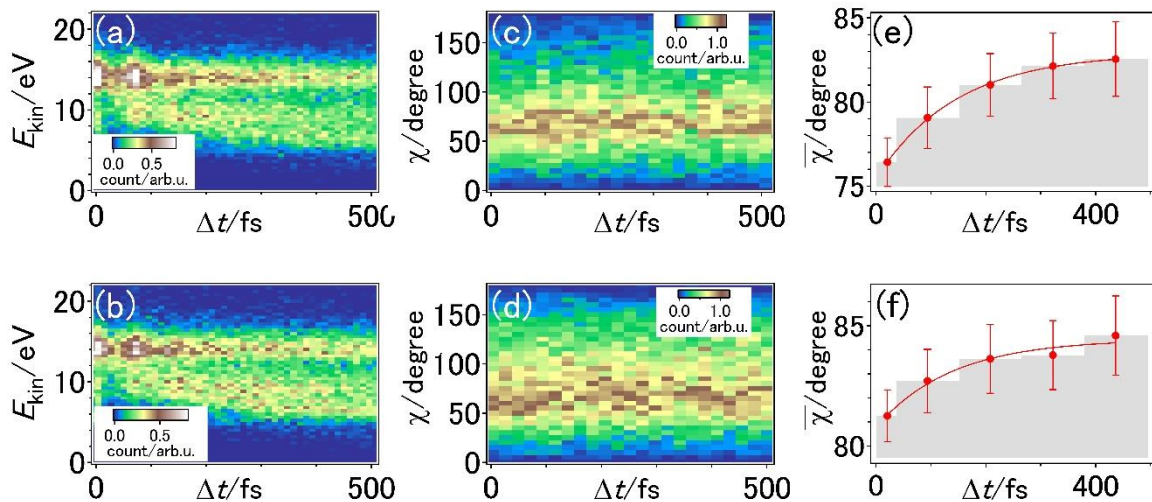 (a)
20
10
0
E_kin/eV
0.0 0.5
count/arb.u.
0 500
Δt/fs
(c)
150
100
50
0
χ/degree
0.0 1.0
count/arb.u.
0 500
Δt/fs
(e)
85
80
75
χ̅/degree
0 400
Δt/fs
(b)
20
10
0
E_kin/eV
0.0 0.5
count/arb.u.
0 500
Δt/fs
(d)
150
100
50
0
χ/degree
0.0 1.0
count/arb.u.
0 500
Δt/fs
(f)
85
80
χ̅/degree
0 400
Δt/fs